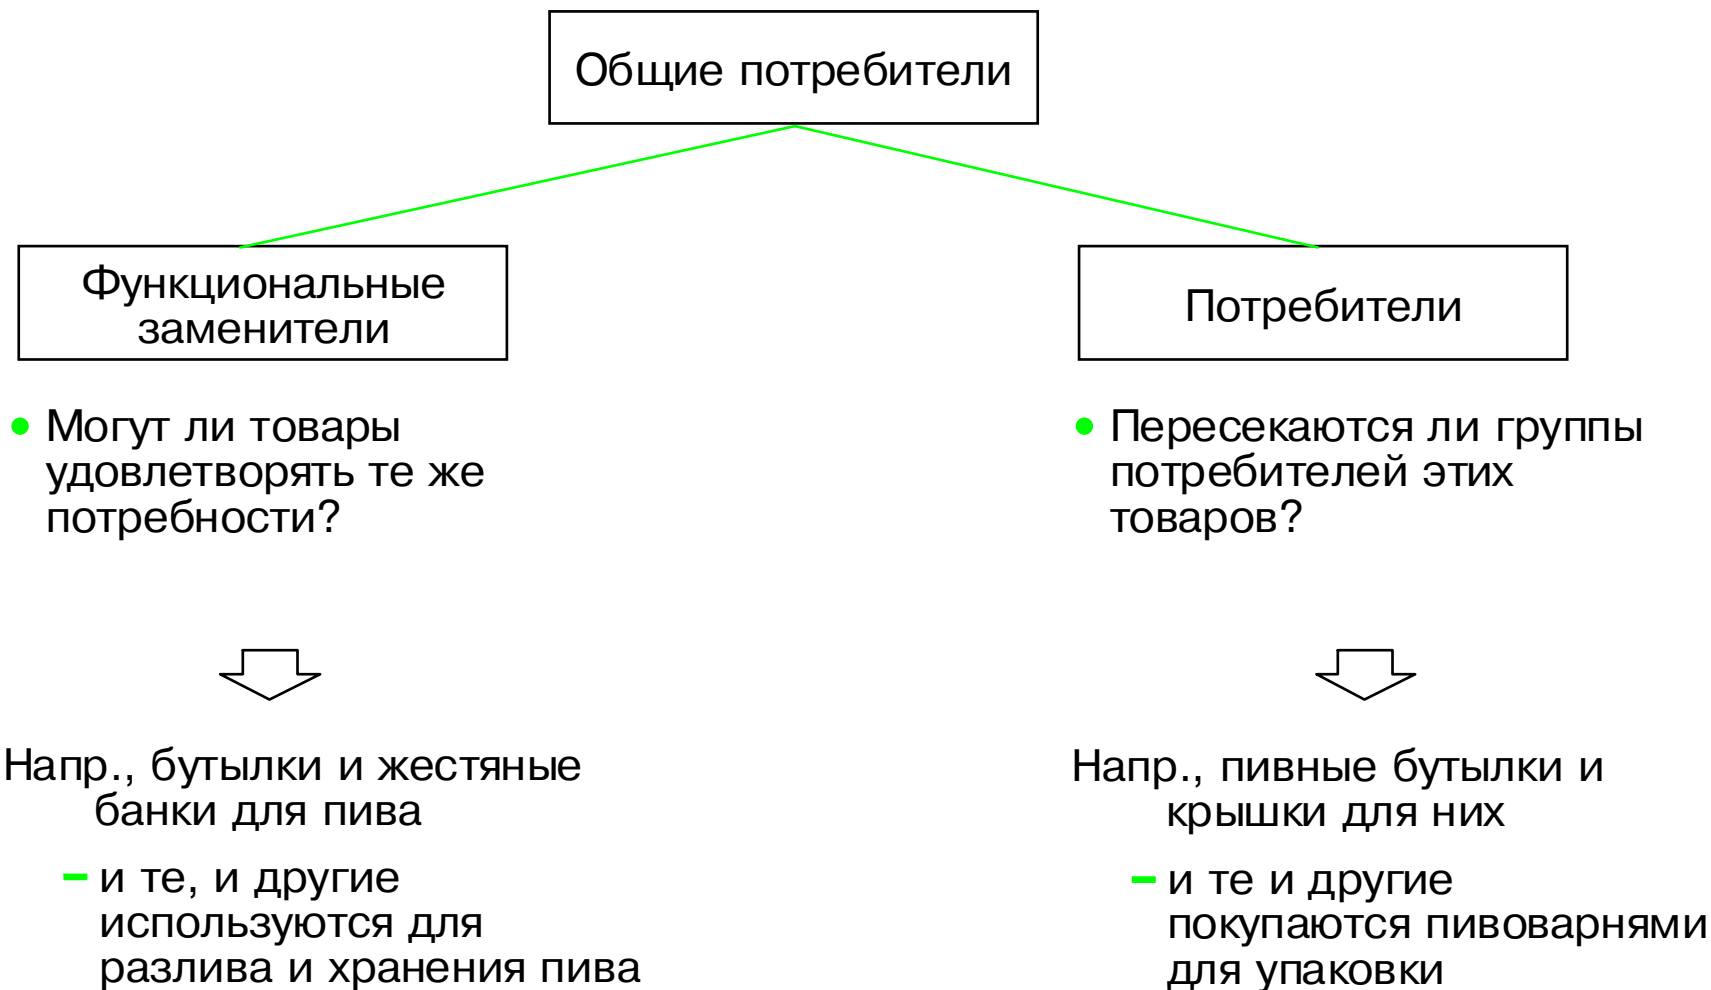 Общие потребители
Функциональные
заменители
• Могут ли товары
удовлетворять те же
потребности?
Напр., бутылки и жестяные
банки для пива
– и те, и другие
используются для
разлива и хранения пива
Потребители
• Пересекаются ли группы
потребителей этих
товаров?
Напр., пивные бутылки и
крышки для них
– и те и другие
покупаются пивоварнями
для упаковки